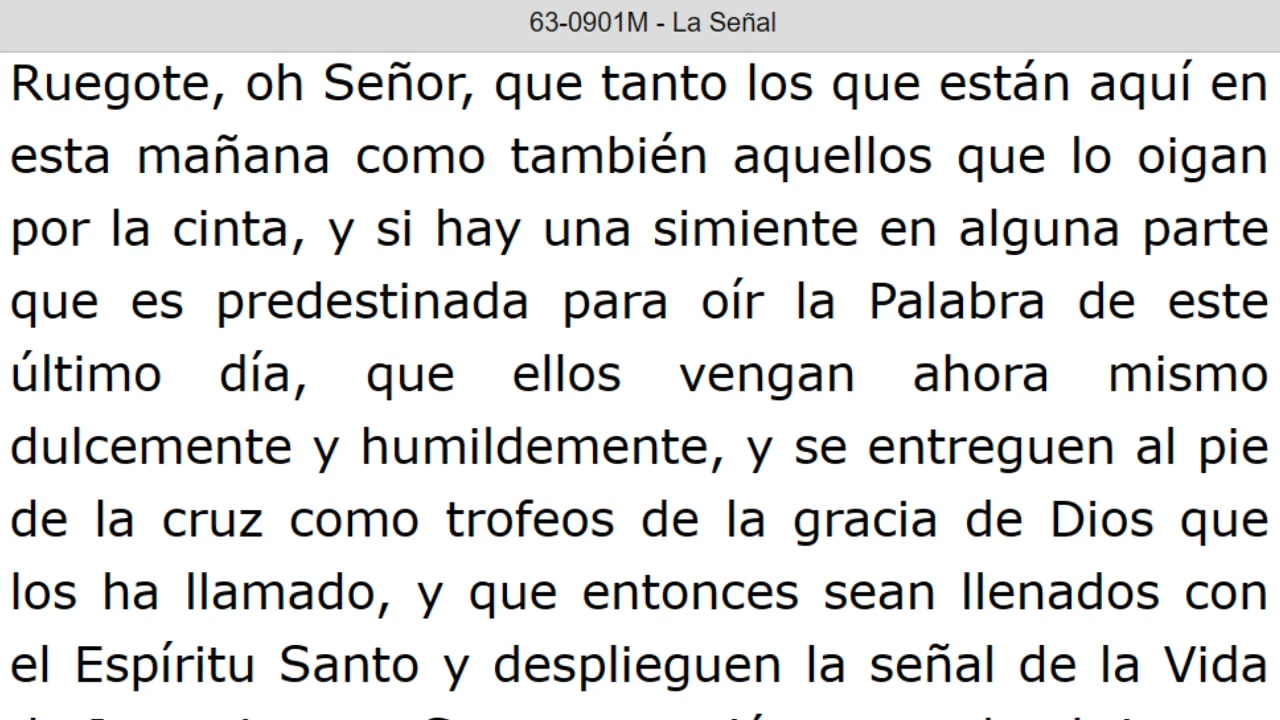 63-0901M - La Señal
Ruegote, oh Señor, que tanto los que están aquí en
esta mañana como también aquellos que lo oigan
por la cinta, y si hay una simiente en alguna parte
que es predestinada para oír la Palabra de este
último día, que ellos vengan ahora mismo
dulcemente y humildemente, y se entreguen al pie
de la cruz como trofeos de la gracia de Dios que
los ha llamado, y que entonces sean llenados con
el Espíritu Santo y desplieguen la señal de la Vida